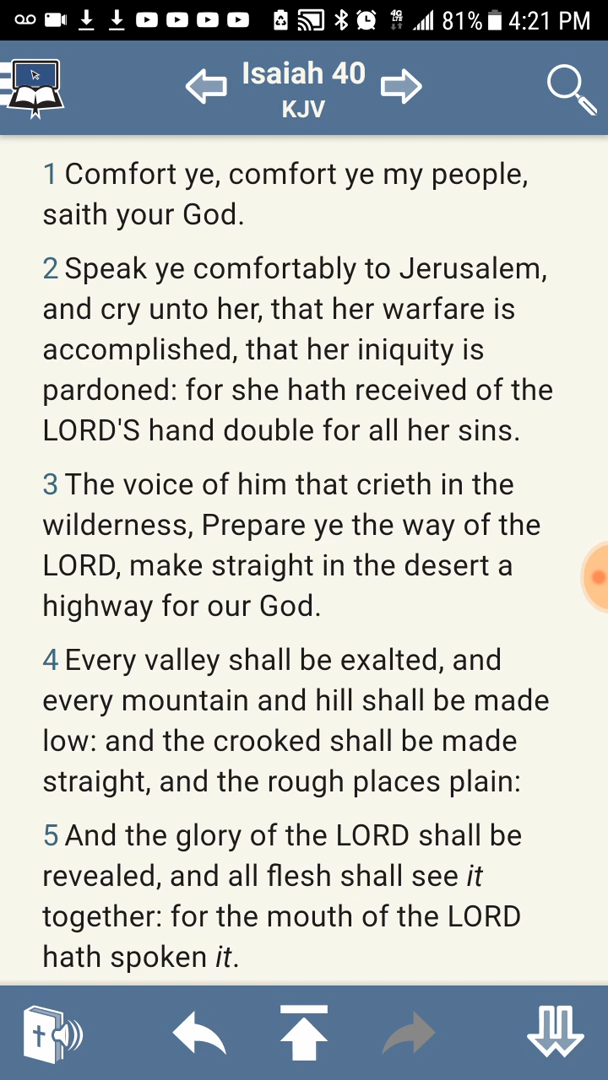 81% 4:21 PM
Isaiah 40
KJV
1 Comfort ye, comfort ye my people,
saith your God.
2 Speak ye comfortably to Jerusalem,
and cry unto her, that her warfare is
accomplished, that her iniquity is
pardoned: for she hath received of the
LORD'S hand double for all her sins.
3 The voice of him that crieth in the
wilderness, Prepare ye the way of the
LORD, make straight in the desert a
highway for our God.
4 Every valley shall be exalted, and
every mountain and hill shall be made
low: and the crooked shall be made
straight, and the rough places plain:
5 And the glory of the LORD shall be
revealed, and all flesh shall see it
together: for the mouth of the LORD
hath spoken it.